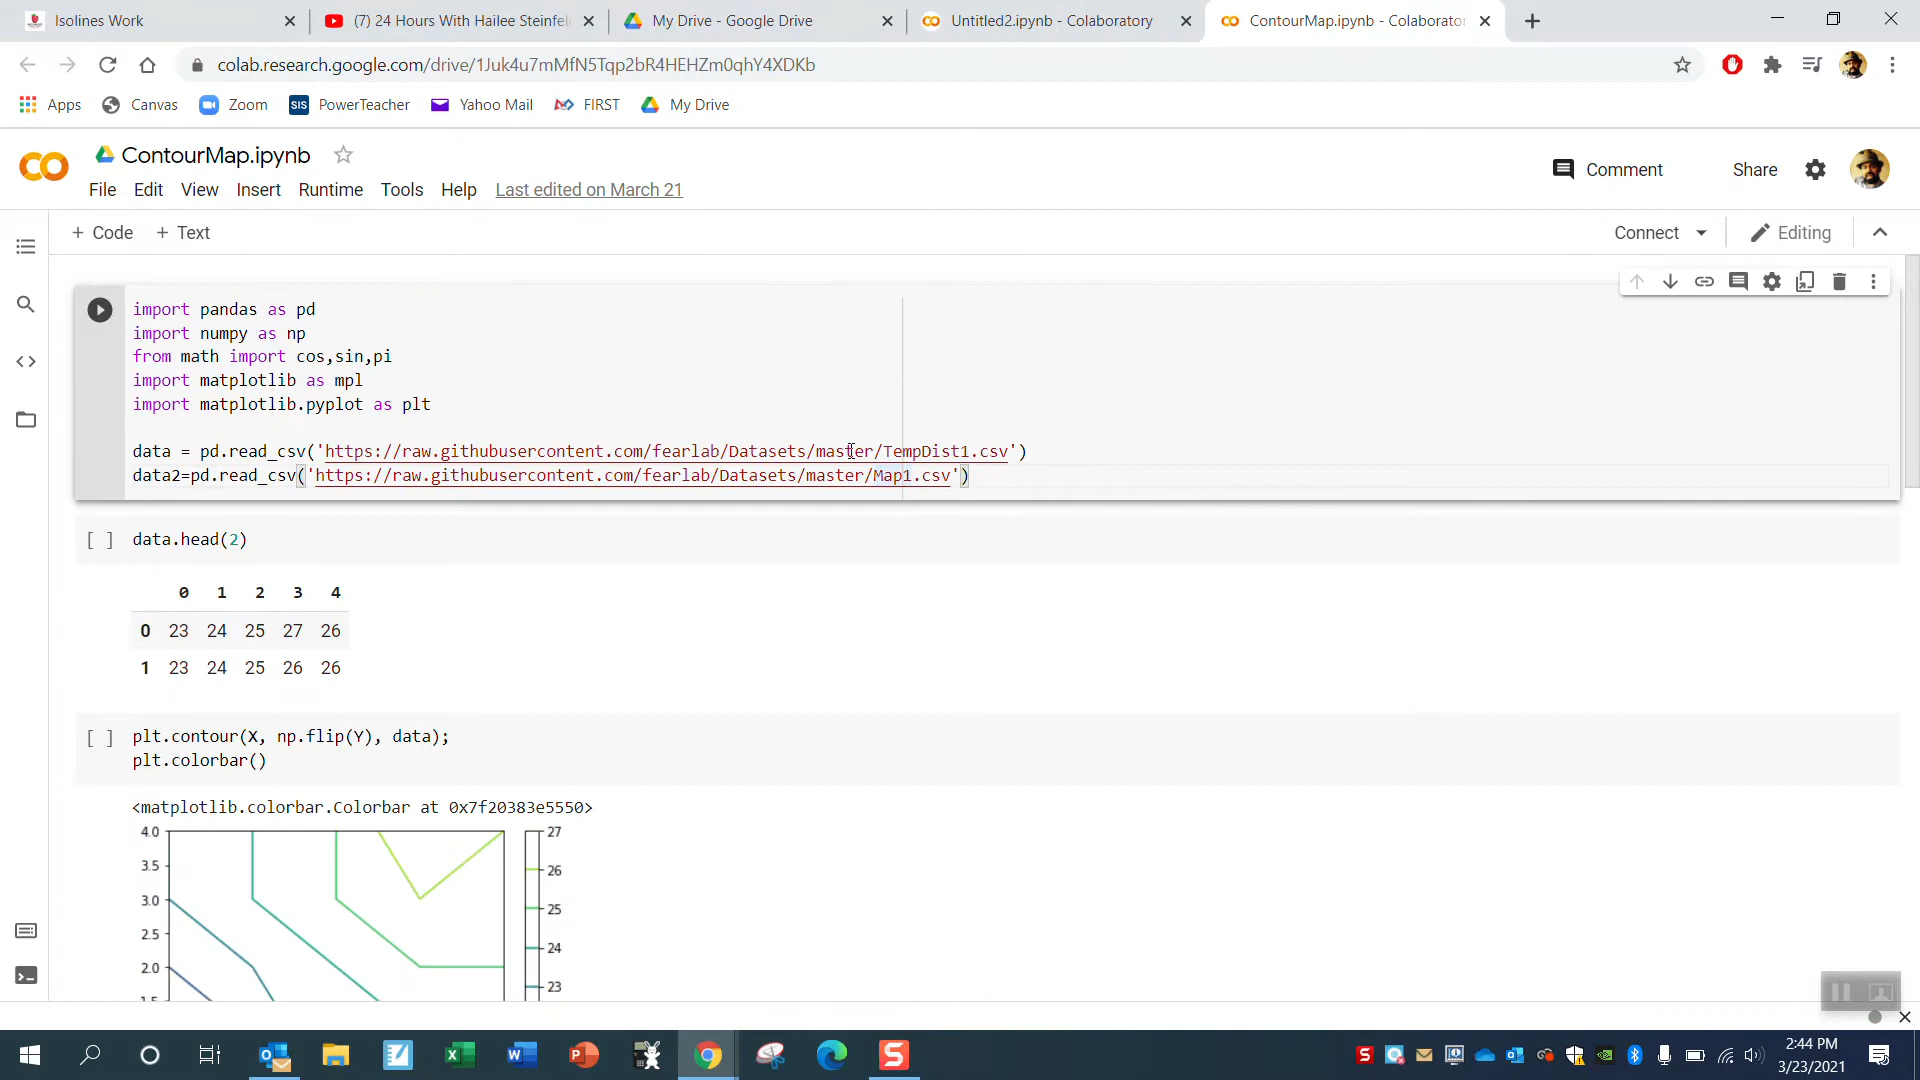 Isolines Work
(7) 24 Hours With Hailee Steinfel
My Drive - Google Drive
Untitled2.ipynb - Colaboratory
ContourMap.ipynb - Colaborator
colab.research.google.com/drive/1Juk4u7mMfN5Tqp2bR4HEHZm0qhY4XDKb
Apps
Canvas
Zoom
SIS PowerTeacher
Yahoo Mail
FIRST
My Drive
ContourMap.ipynb
Comment
Share
File Edit View Insert Runtime Tools Help Last edited on March 21
+ Code + Text
Connect
Editing
import pandas as pd
import numpy as np
from math import cos,sin,pi
import matplotlib as mpl
import matplotlib.pyplot as plt
data = pd.read_csv('https://raw.githubusercontent.com/fearlab/Datasets/master/TempDist1.csv')
data2=pd.read_csv('https://raw.githubusercontent.com/fearlab/Datasets/master/Map1.csv')
[ ] data.head(2)
0 1 2 3 4
0 23 24 25 27 26
1 23 24 25 26 26
[ ] plt.contour(X, np.flip(Y), data);
plt.colorbar()
<matplotlib.colorbar.Colorbar at 0x7f20383e5550>
4.0
3.5
3.0
2.5
2.0
1.5
27
26
25
24
23
2:44 PM
3/23/2021